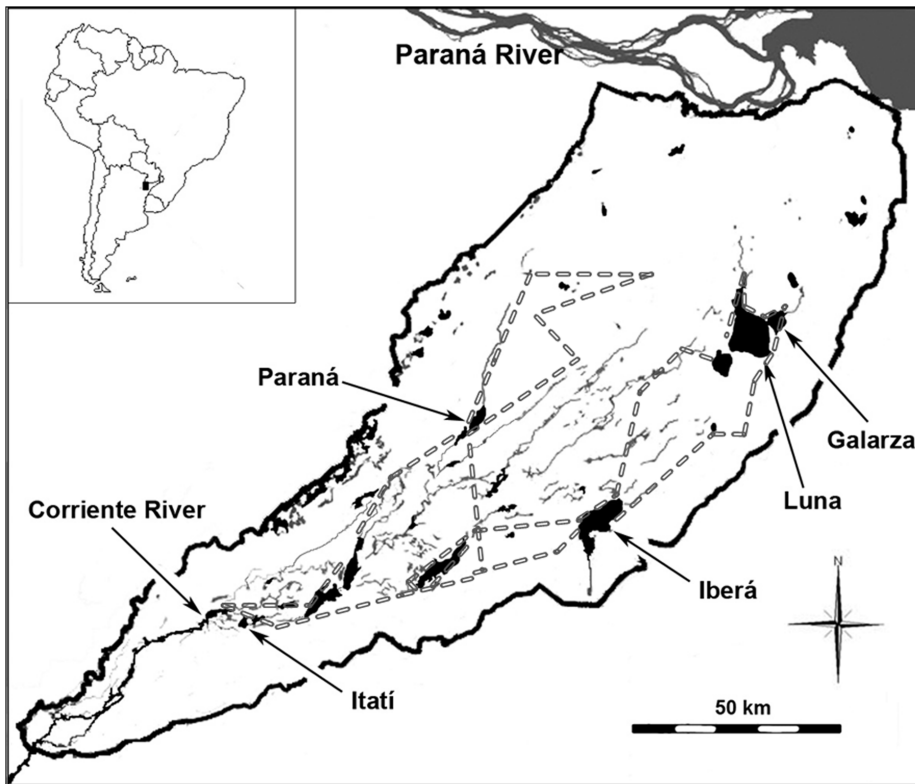 Paraná River
Paraná
Galarza
Corriente River
Luna
Iberá
N
Itatí
50 km